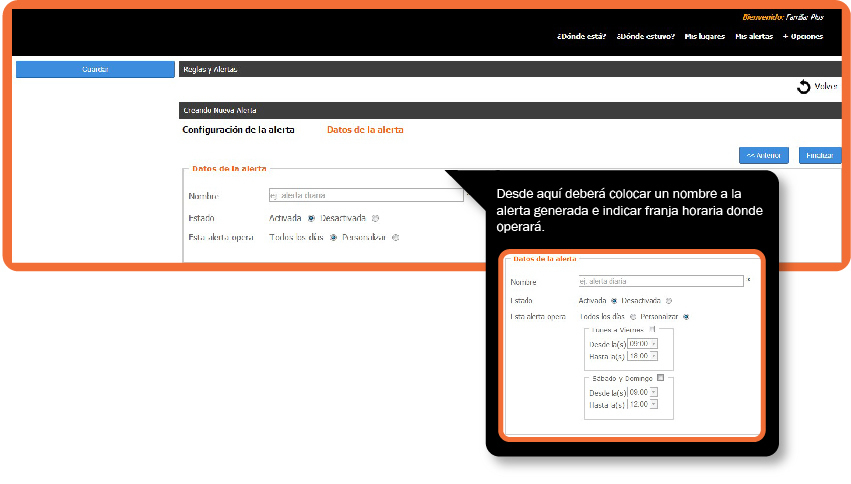 Bienvenido: Familiar Plus
¿Dónde está? ¿Dónde estuvo? Mis lugares Mis alertas + Opciones
Guardar
Reglas y Alertas
Volver
Creando Nueva Alerta
Configuración de la alerta Datos de la alerta
<< Anterior Finalizar
Datos de la alerta
Nombre ej. alerta diaria
Estado Activada Desactivada
Esta alerta opera Todos los días Personalizar
Desde aquí deberá colocar un nombre a la
alerta generada e indicar franja horaria donde
operará.
Datos de la alerta
Nombre ej. alerta diaria *
Estado Activada Desactivada
Esta alerta opera Todos los días Personalizar
Lunes a Viernes
Desde la(s) 09:00
Hasta la(s) 18:00
Sábado y Domingo
Desde la(s) 09:00
Hasta la(s) 12:00